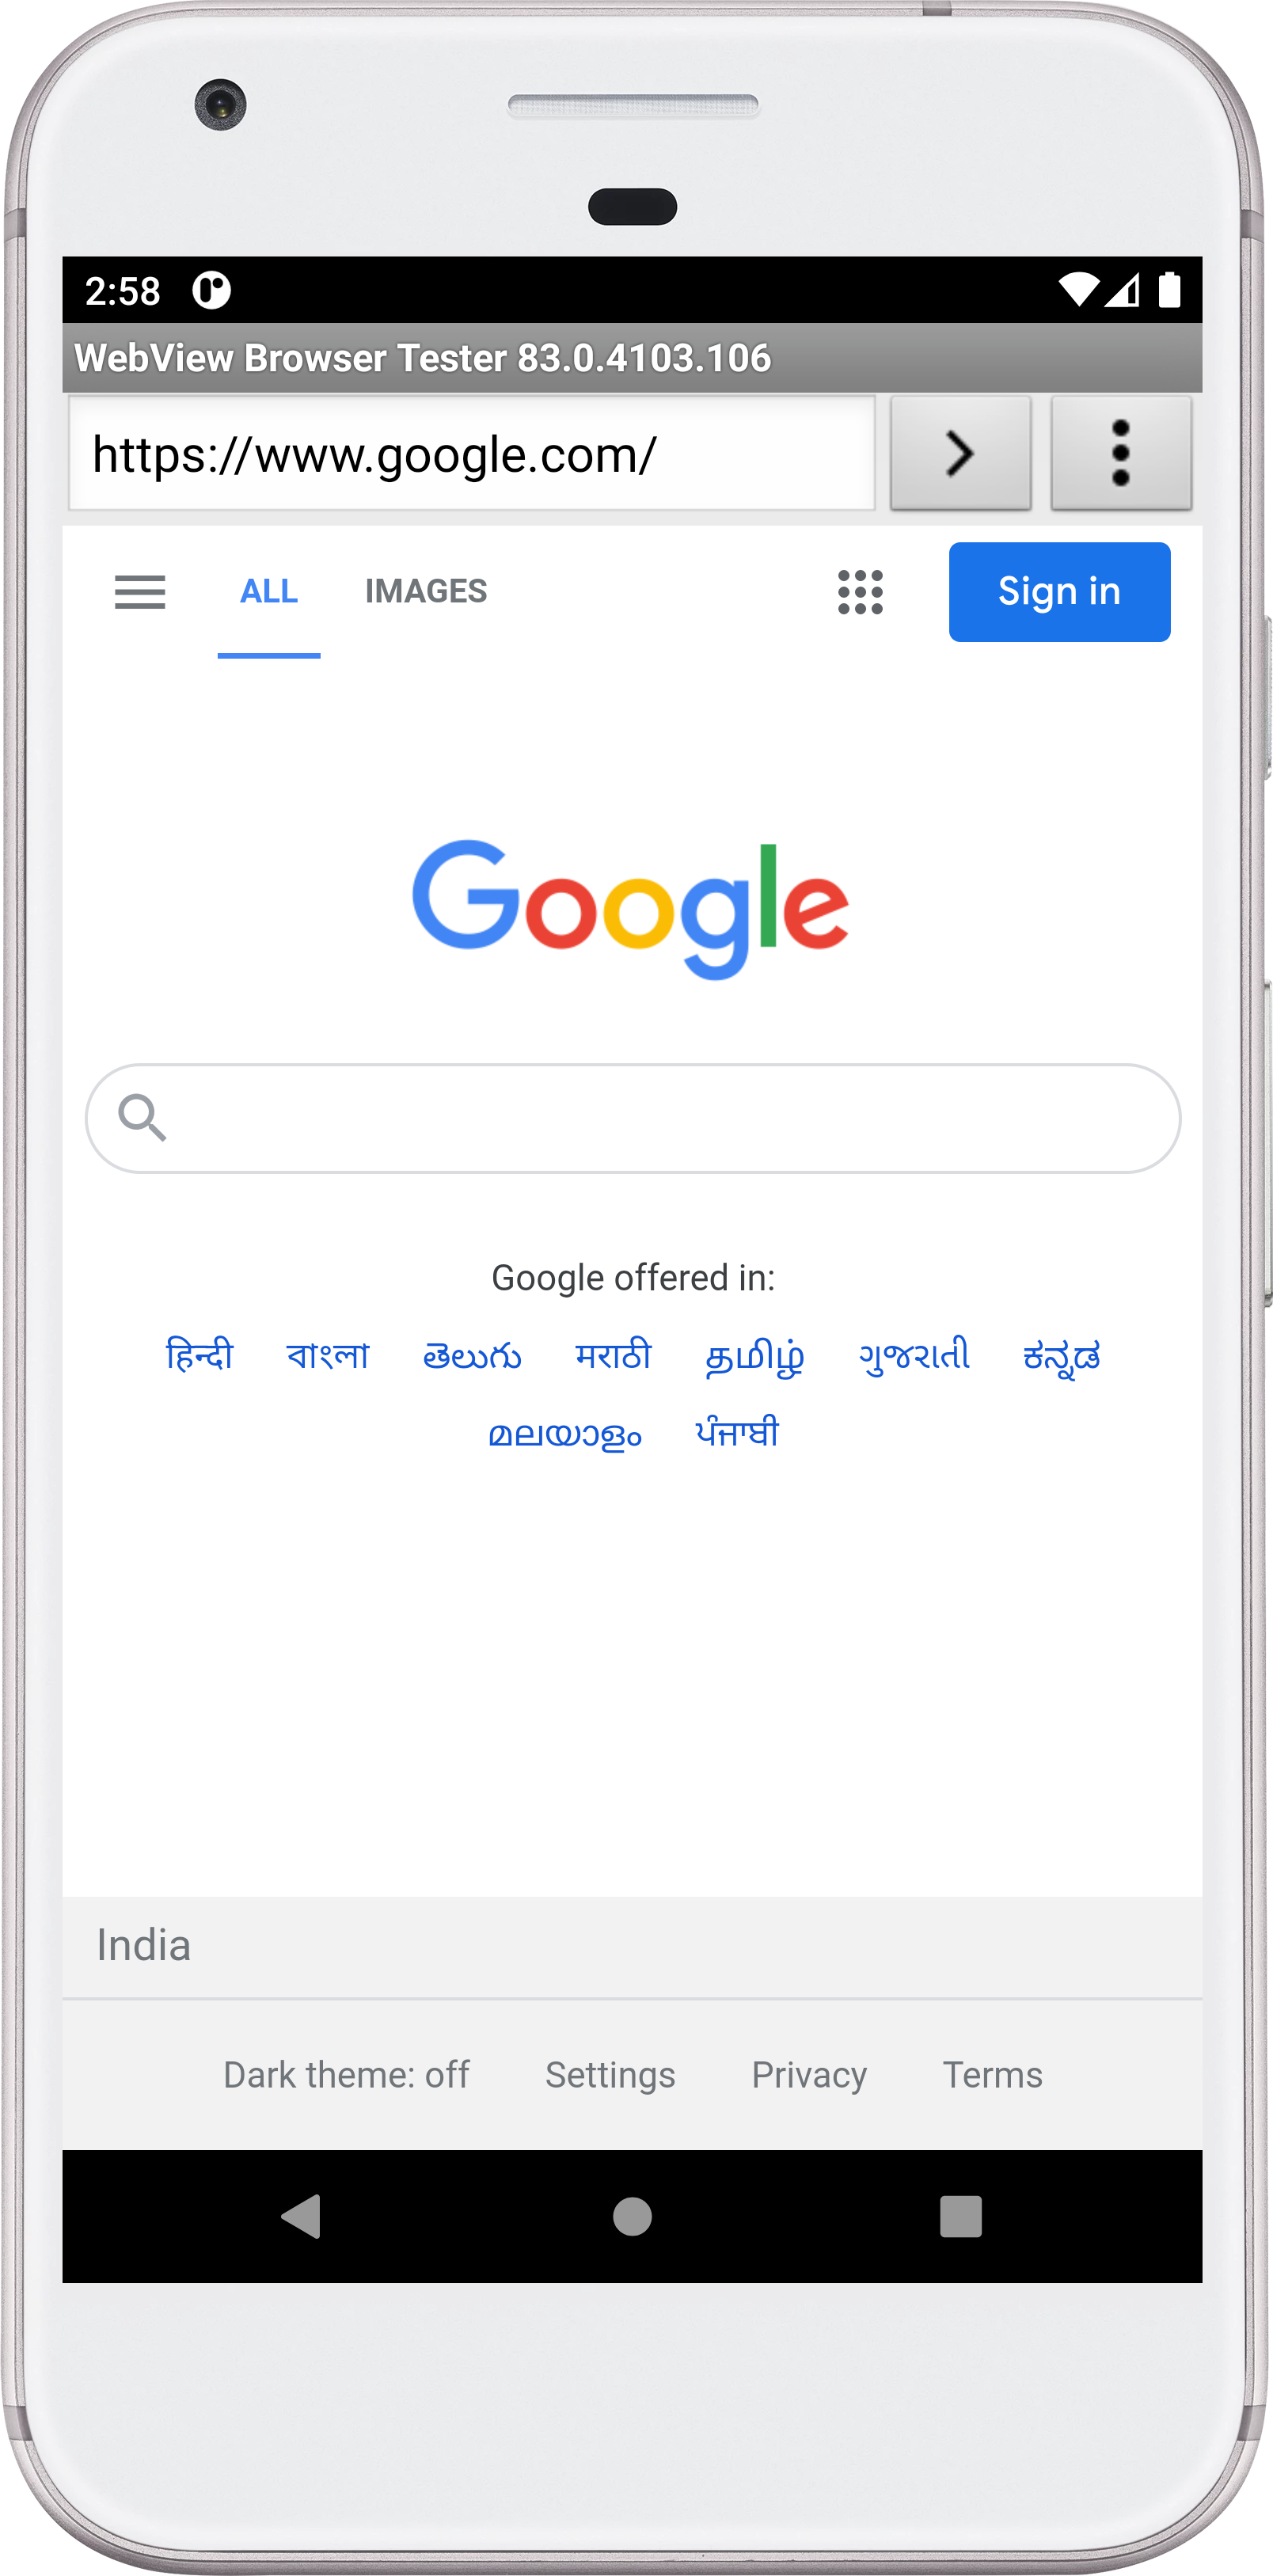 2:58
WebView Browser Tester 83.0.4103.106
https://www.google.com/
ALL IMAGES Sign in
Google
Google offered in:
हिन्दी বাংলা తెలుగు मराठी தமிழ் ગુજરાતી ಕನ್ನಡ
മലയാളം ਪੰਜਾਬੀ
India
Dark theme: off Settings Privacy Terms